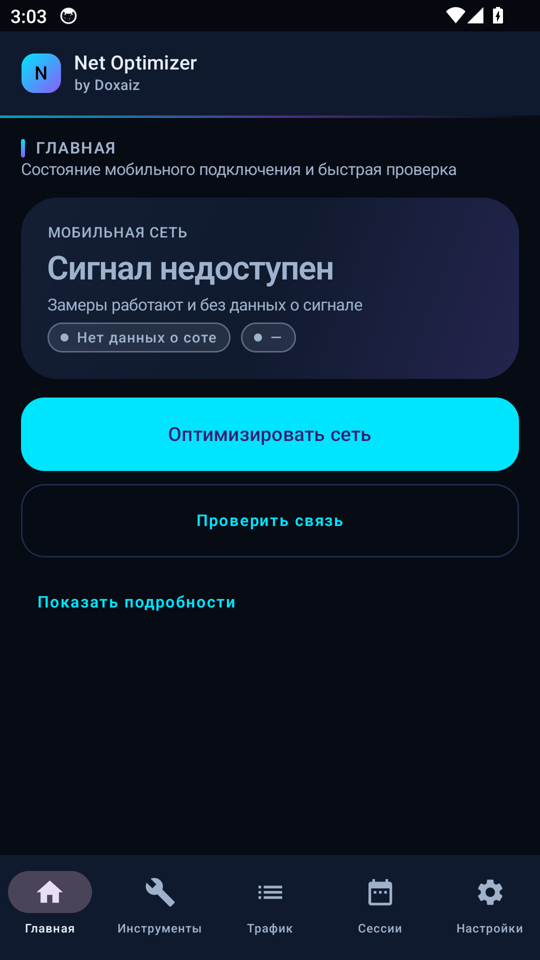 3:03
N
Net Optimizer
by Doxaiz
ГЛАВНАЯ
Состояние мобильного подключения и быстрая проверка
МОБИЛЬНАЯ СЕТЬ
Сигнал недоступен
Замеры работают и без данных о сигнале
Нет данных о соте
—
Оптимизировать сеть
Проверить связь
Показать подробности
Главная
Инструменты
Трафик
Сессии
Настройки